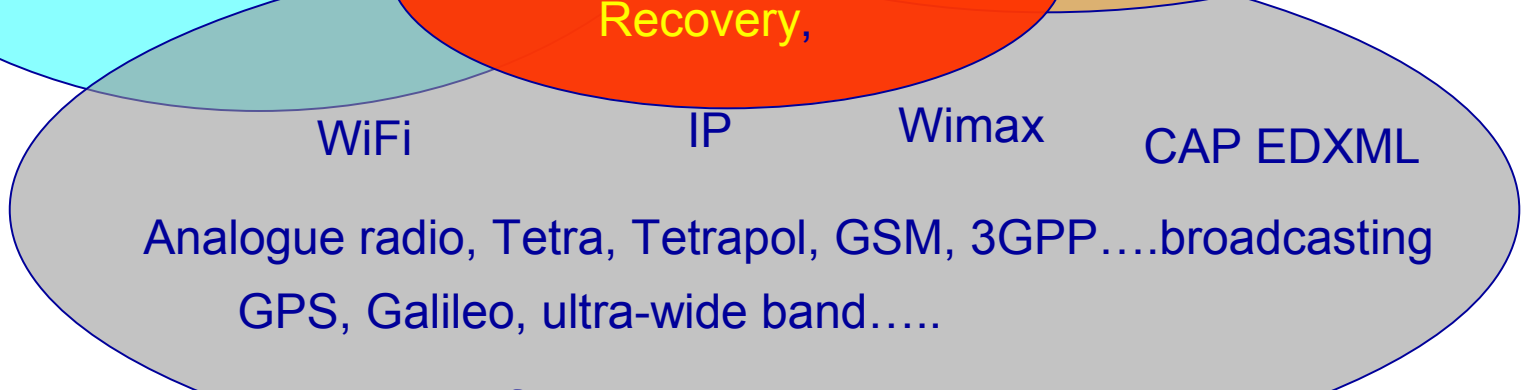 Recovery,
WiFi IP Wimax CAP EDXML
Analogue radio, Tetra, Tetrapol, GSM, 3GPP….broadcasting
GPS, Galileo, ultra-wide band…..